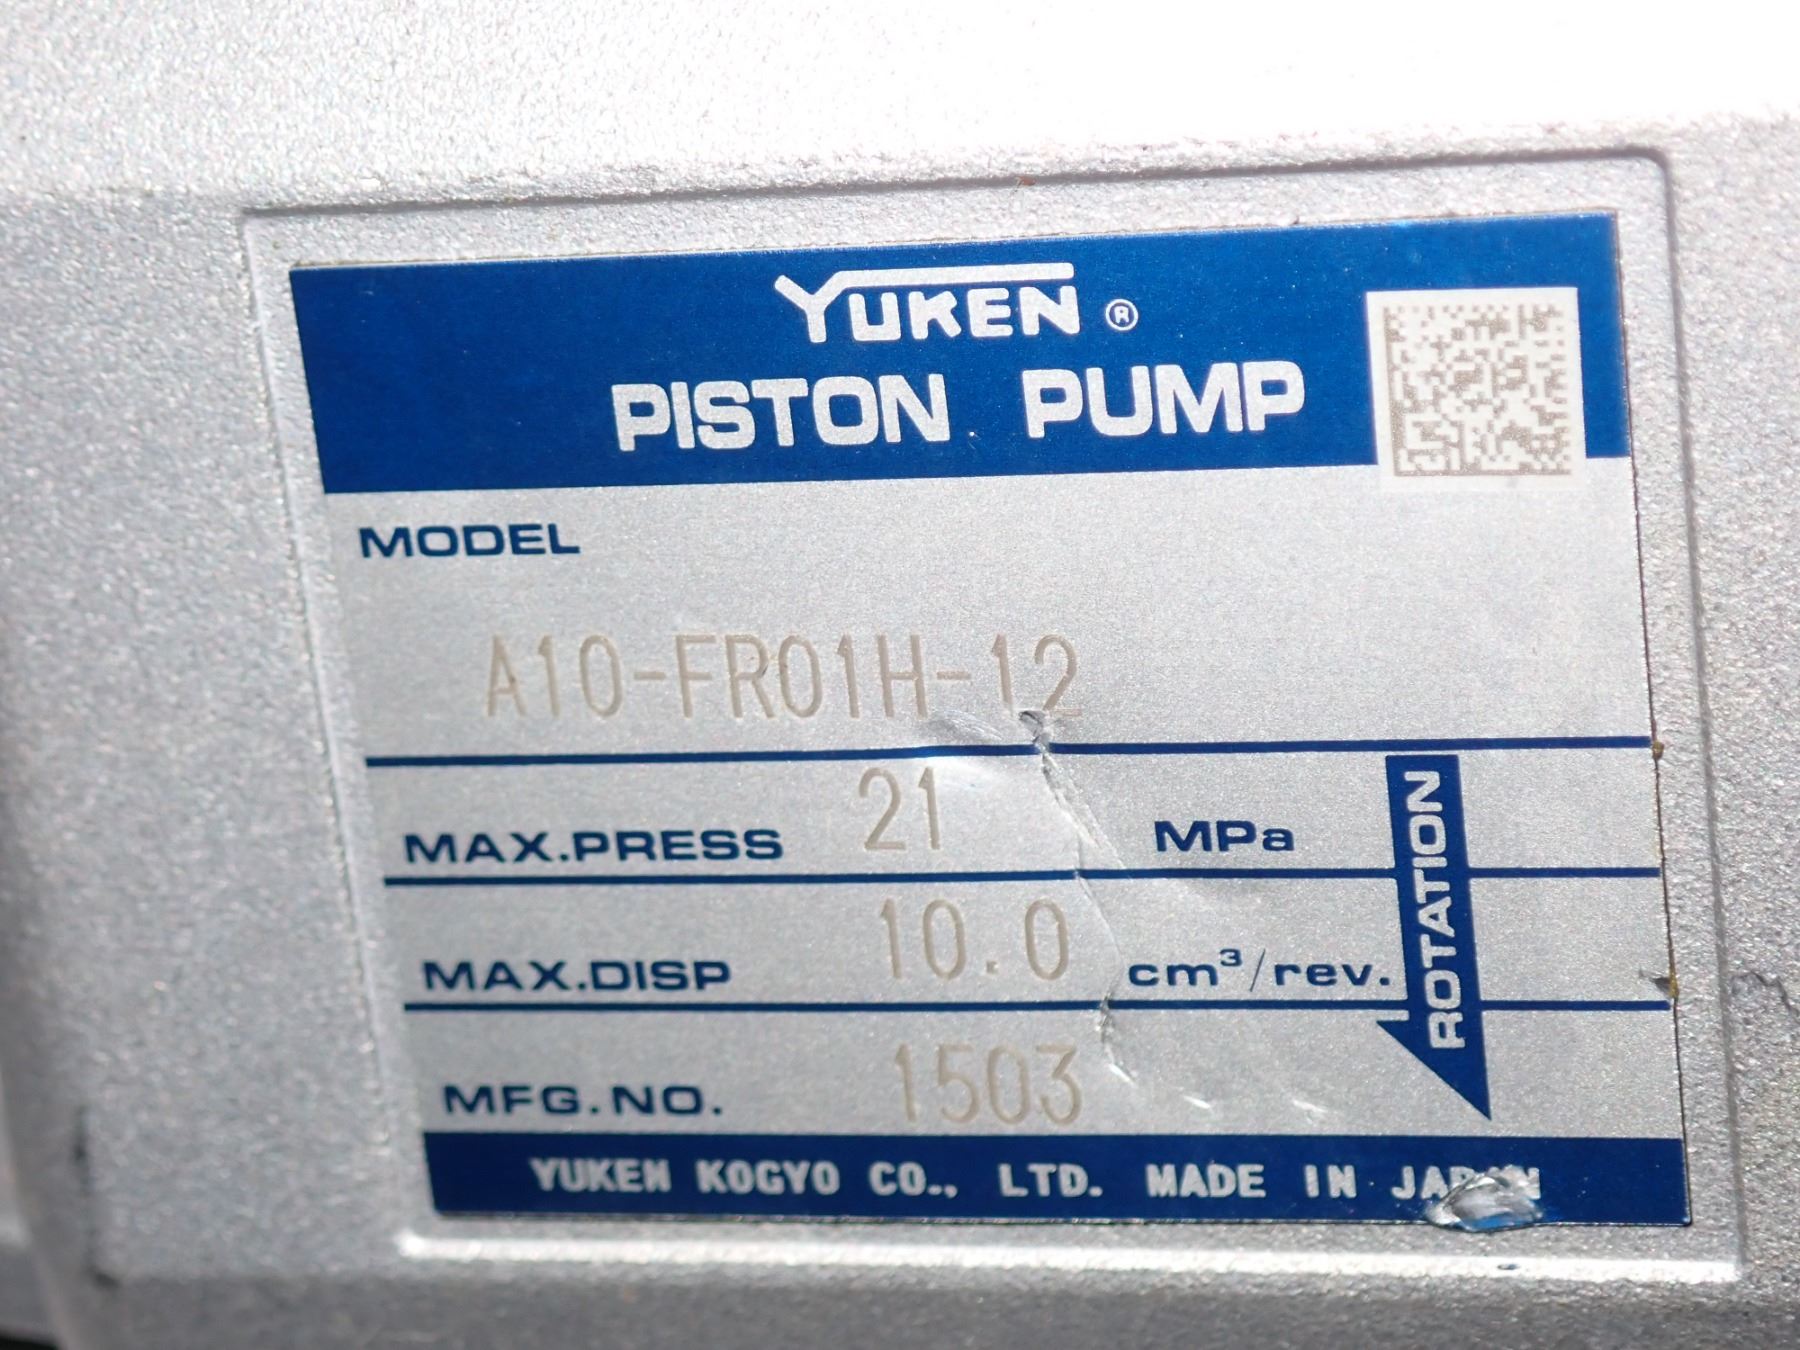 YUKEN ®
PISTON PUMP
MODEL
A10-FR01H-12
MAX.PRESS 21 MPa
MAX.DISP 10.0 cm³/rev.
MFG.NO. 1503
ROTATION
YUKEN KOGYO CO., LTD. MADE IN JAPAN